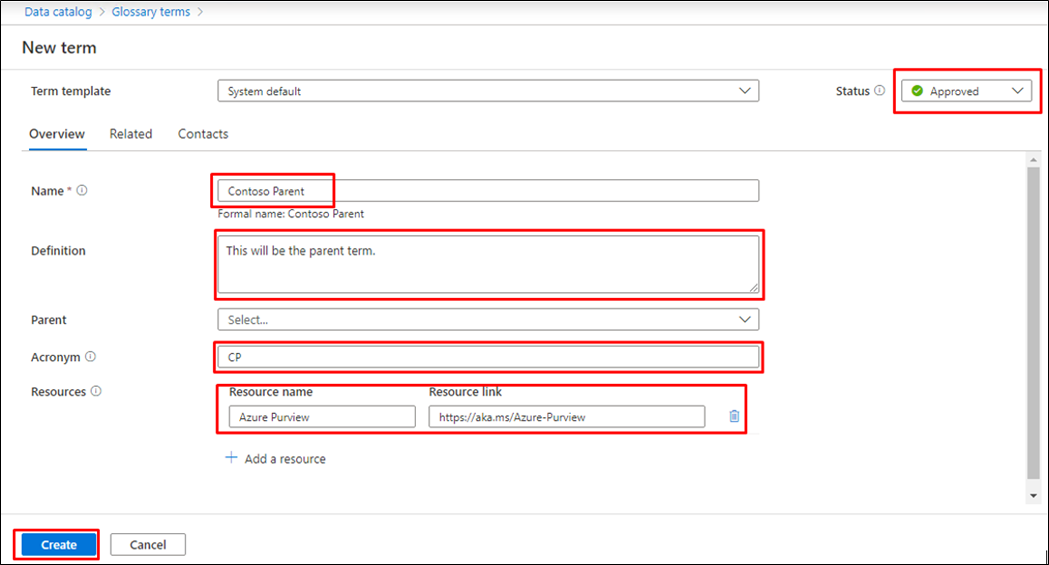 Data catalog > Glossary terms >
New term
Term template System default Status Approved
Overview Related Contacts
Name * Contoso Parent
Formal name: Contoso Parent
Definition This will be the parent term.
Parent Select...
Acronym CP
Resources Resource name Resource link
Azure Purview https://aka.ms/Azure-Purview
+ Add a resource
Create Cancel